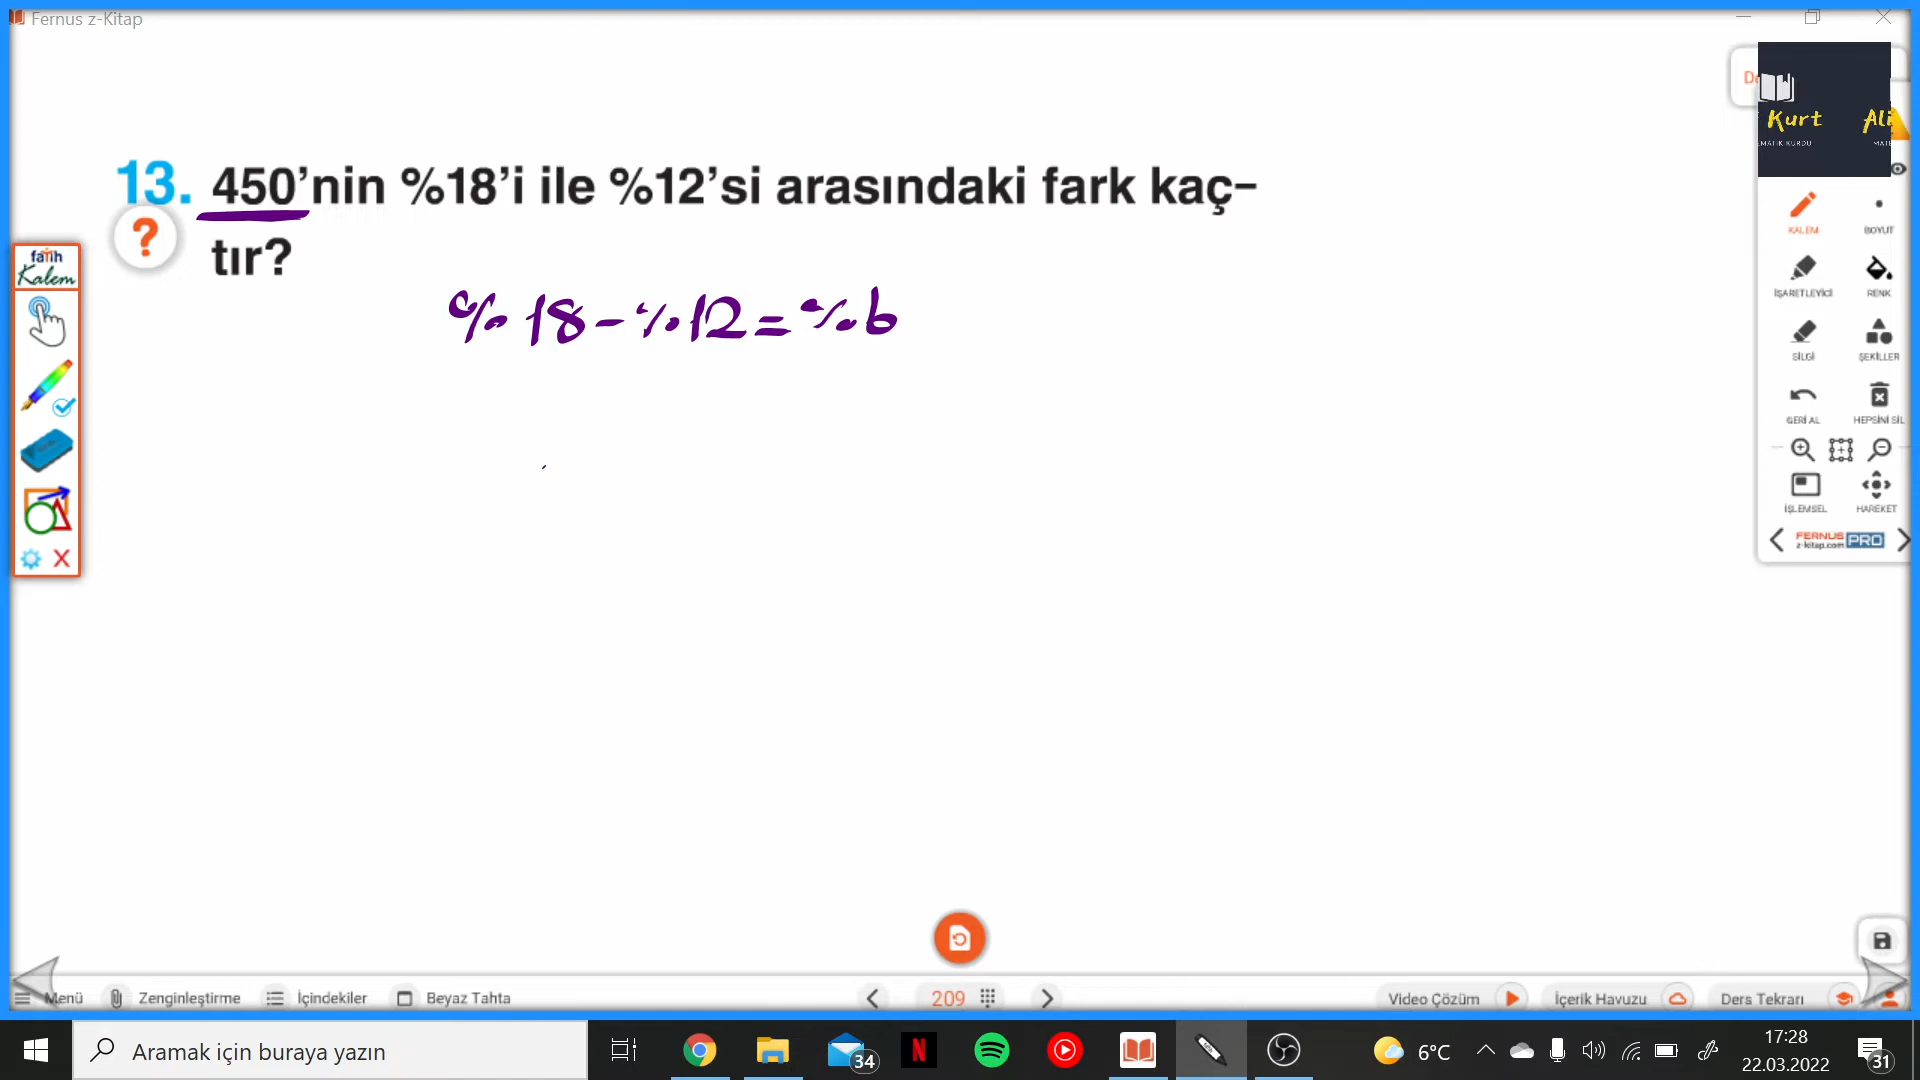 Fernus z-Kitap
Kurt Ali
13. 450'nin %18'i ile %12'si arasındaki fark kaç-
tır?
?
%18-%12=%6
fatih
Kalem
KALEM
BOYUT
İŞARETLEYİCİ
RENK
SİLGİ
ŞEKİLLER
GERİ AL
HEPSİNİ SİL
İŞLEMSEL
HAREKET
FERNUS
z-kitap.com PRO
Menü Zenginleştirme İçindekiler Beyaz Tahta 209 Video Çözüm İçerik Havuzu Ders Tekrarı
Aramak için buraya yazın 34 6°C 17:28
22.03.2022 31